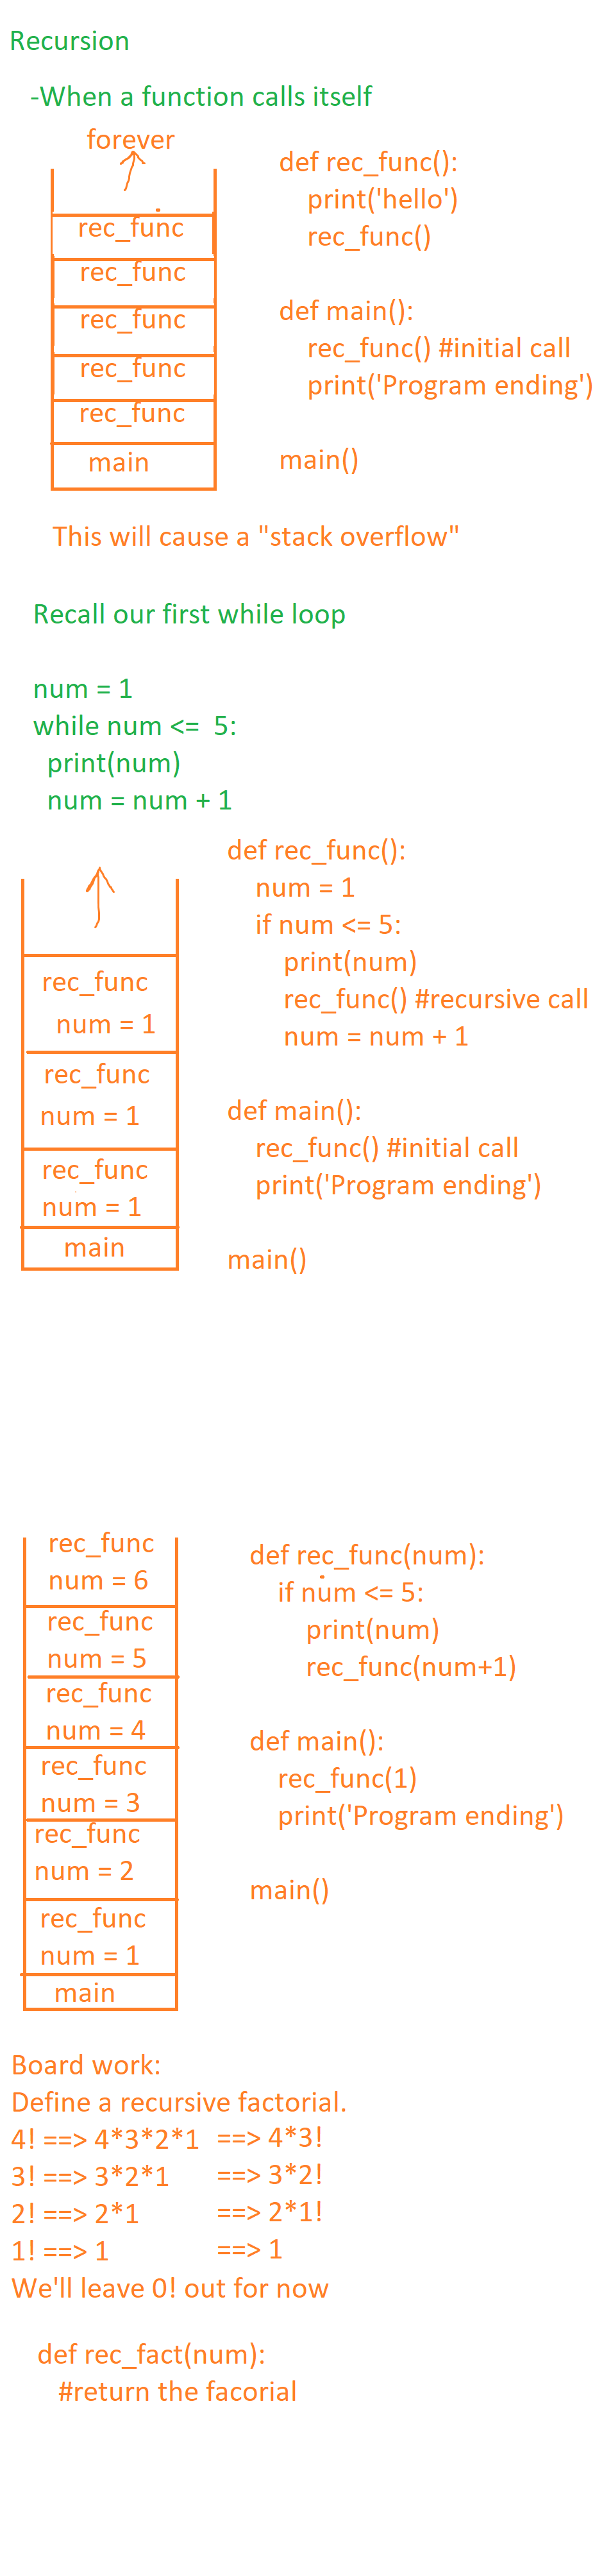 Recursion
-When a function calls itself
forever
rec_func
rec_func
rec_func
rec_func
rec_func
main
def rec_func():
print('hello')
rec_func()
def main():
rec_func() #initial call
print('Program ending')
main()
This will cause a "stack overflow"
Recall our first while loop
num = 1
while num <=  5:
print(num)
num = num + 1
rec_func
num = 1
rec_func
num = 1
rec_func
num = 1
main
def rec_func():
num = 1
if num <= 5:
print(num)
rec_func() #recursive call
num = num + 1
def main():
rec_func() #initial call
print('Program ending')
main()
rec_func
num = 6
rec_func
num = 5
rec_func
num = 4
rec_func
num = 3
rec_func
num = 2
rec_func
num = 1
main
def rec_func(num):
if num <= 5:
print(num)
rec_func(num+1)
def main():
rec_func(1)
print('Program ending')
main()
Board work:
Define a recursive factorial.
4! ==> 4*3*2*1 ==> 4*3!
3! ==> 3*2*1 ==> 3*2!
2! ==> 2*1 ==> 2*1!
1! ==> 1 ==> 1
We'll leave 0! out for now
def rec_fact(num):
#return the facorial